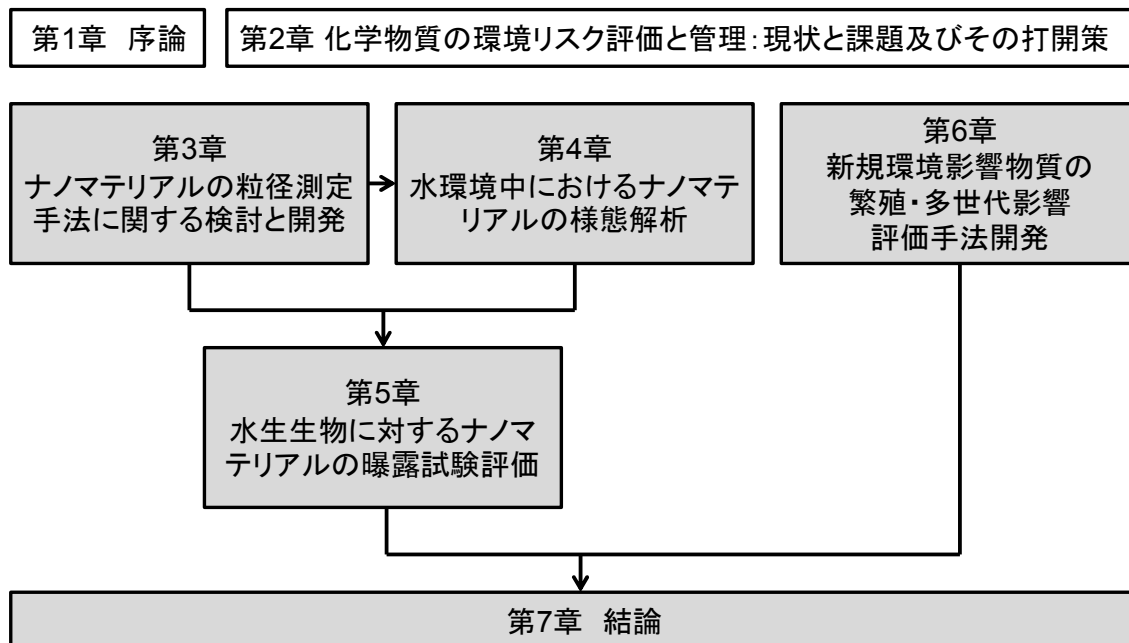 第1章 序論
第2章 化学物質の環境リスク評価と管理：現状と課題及びその打開策
第3章
ナノマテリアルの粒径測定
手法に関する検討と開発
第4章
水環境中におけるナノマテ
リアルの様態解析
第6章
新規環境影響物質の
繁殖・多世代影響
評価手法開発
第5章
水生生物に対するナノマ
テリアルの曝露試験評価
第7章 結論